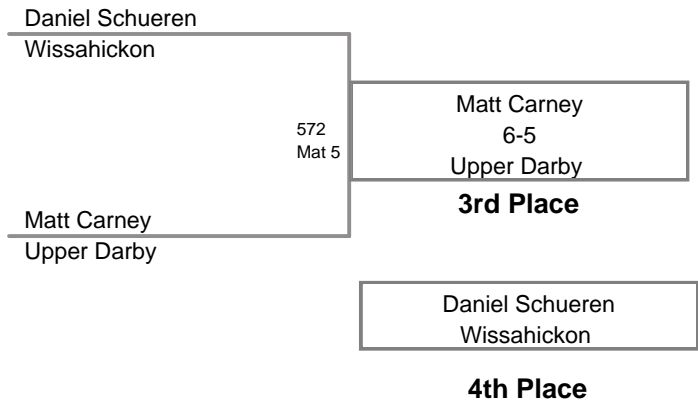 Daniel Schueren
Wissahickon
572
Mat 5
Matt Carney
6-5
Upper Darby
3rd Place
Matt Carney
Upper Darby
Daniel Schueren
Wissahickon
4th Place